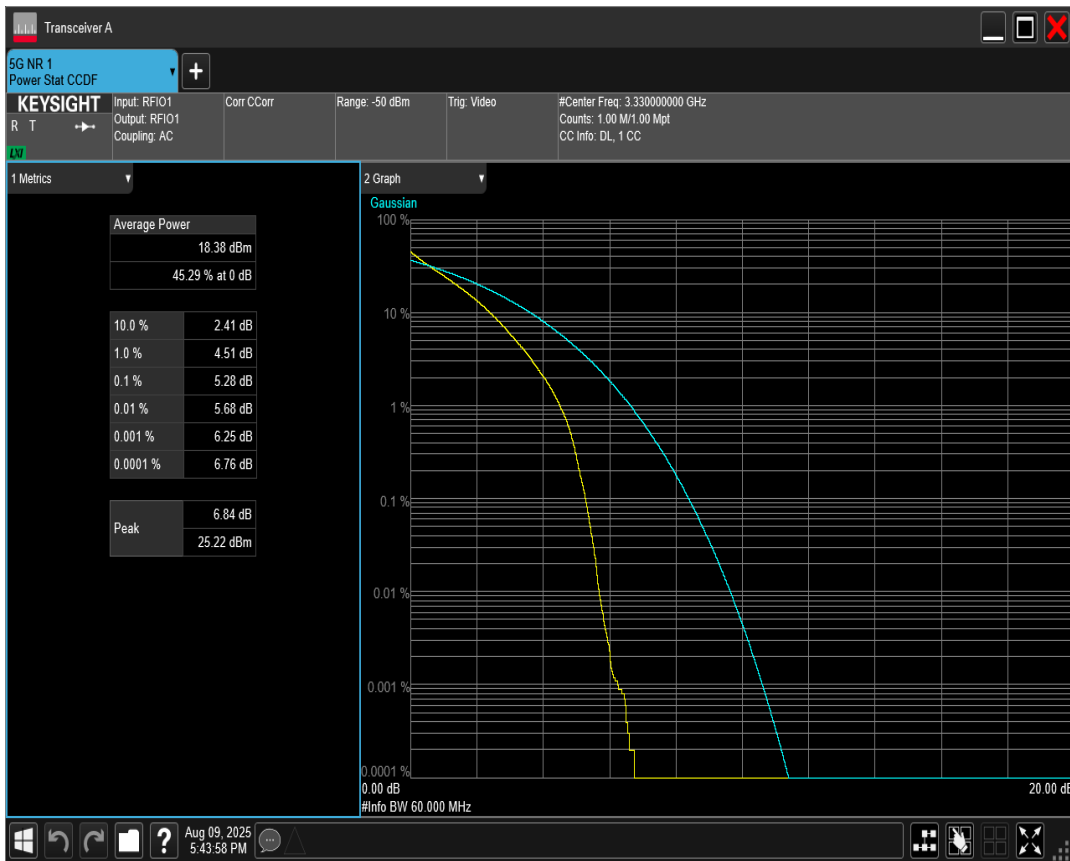 Transceiver A
5G NR 1
Power Stat CCDF
KEYSIGHT
R T
LXI
Input: RFIO1
Output: RFIO1
Coupling: AC
Corr CCorr
Range: -50 dBm
Trig: Video
#Center Freq: 3.330000000 GHz
Counts: 1.00 M/1.00 Mpt
CC Info: DL, 1 CC
1 Metrics
Average Power
18.38 dBm
45.29 % at 0 dB
10.0 % 2.41 dB
1.0 % 4.51 dB
0.1 % 5.28 dB
0.01 % 5.68 dB
0.001 % 6.25 dB
0.0001 % 6.76 dB
Peak 6.84 dB
25.22 dBm
2 Graph
Gaussian
100 %
10 %
1 %
0.1 %
0.01 %
0.001 %
0.0001 %
0.00 dB 20.00 dB
#Info BW 60.000 MHz
?
Aug 09, 2025
5:43:58 PM